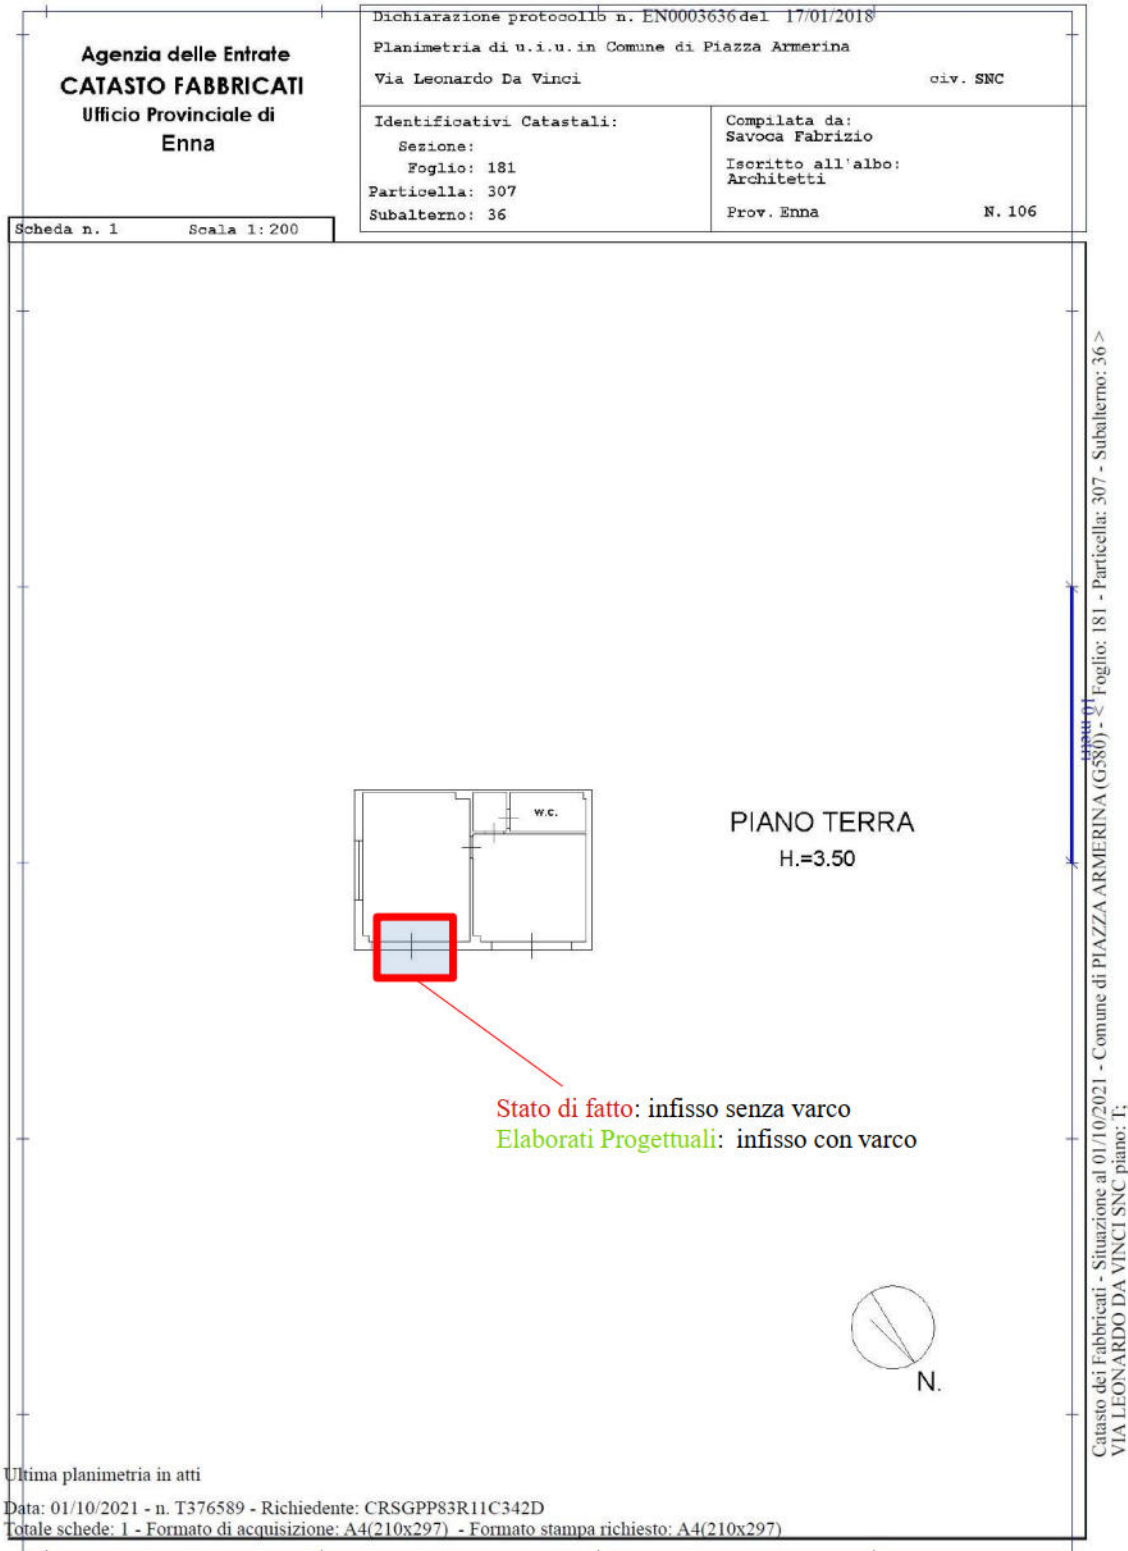 Agenzia delle Entrate
CATASTO FABBRICATI
Ufficio Provinciale di
Enna
Dichiarazione protocollo n. EN0003636 del 17/01/2018
Planimetria di u.i.u. in Comune di Piazza Armerina
Via Leonardo Da Vinci civ. SNC
Identificativi Catastali:
Sezione:
Foglio: 181
Particella: 307
Subalterno: 36
Compilata da:
Savoca Fabrizio
Iscritto all'albo:
Architetti
Prov. Enna N. 106
Scheda n. 1 Scala 1:200
W.C.
PIANO TERRA
H.=3.50
Stato di fatto: infisso senza varco
Elaborati Progettuali: infisso con varco
N.
10 metri
Catasto dei Fabbricati - Situazione al 01/10/2021 - Comune di PIAZZA ARMERINA (G580) - < Foglio: 181 - Particella: 307 - Subalterno: 36 >
VIA LEONARDO DA VINCI SNC piano: T;
Ultima planimetria in atti
Data: 01/10/2021 - n. T376589 - Richiedente: CRSGPP83R11C342D
Totale schede: 1 - Formato di acquisizione: A4(210x297) - Formato stampa richiesto: A4(210x297)